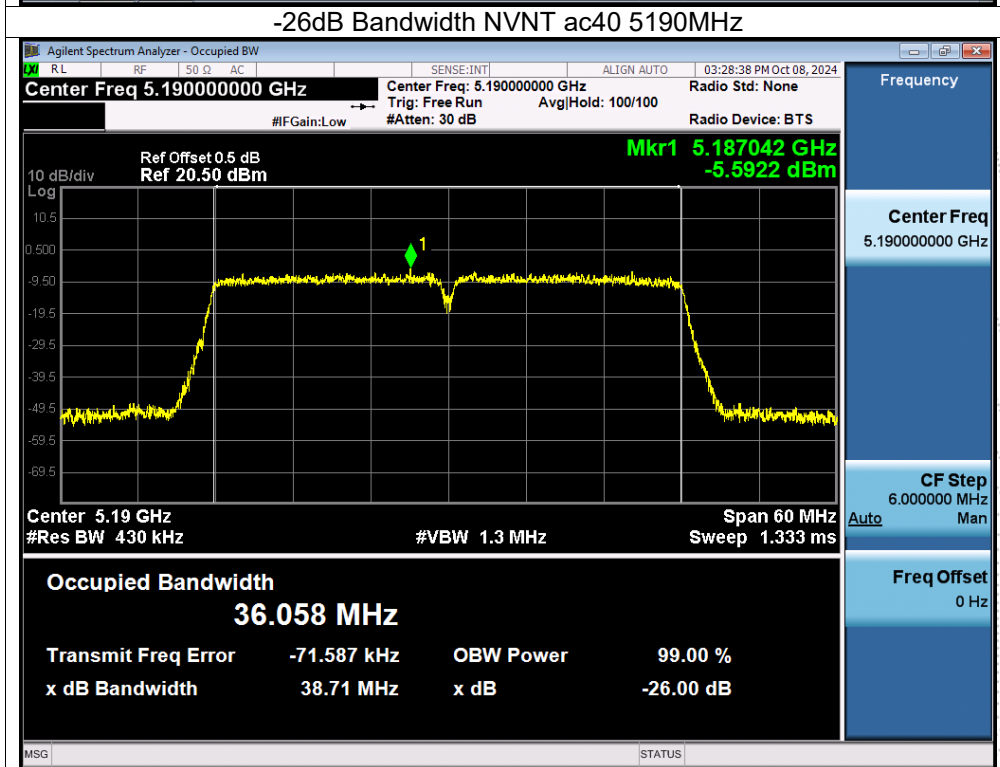 -26dB Bandwidth NVNT ac40 5190MHz
Agilent Spectrum Analyzer - Occupied BW
LXI RL RF 50 Ω AC SENSE:INT ALIGN AUTO 03:28:38 PM Oct 08, 2024
Center Freq 5.190000000 GHz
Center Freq: 5.190000000 GHz Radio Std: None
Trig: Free Run Avg|Hold: 100/100
#IFGain:Low #Atten: 30 dB Radio Device: BTS
Frequency
Mkr1 5.187042 GHz
-5.5922 dBm
Ref Offset 0.5 dB
10 dB/div Ref 20.50 dBm
Log
10.5
0.500
-9.50
-19.5
-29.5
-39.5
-49.5
-59.5
-69.5
1
Center Freq
5.190000000 GHz
CF Step
6.000000 MHz
Auto Man
Center 5.19 GHz Span 60 MHz
#Res BW 430 kHz #VBW 1.3 MHz Sweep 1.333 ms
Freq Offset
0 Hz
Occupied Bandwidth
36.058 MHz
Transmit Freq Error -71.587 kHz OBW Power 99.00 %
x dB Bandwidth 38.71 MHz x dB -26.00 dB
MSG STATUS